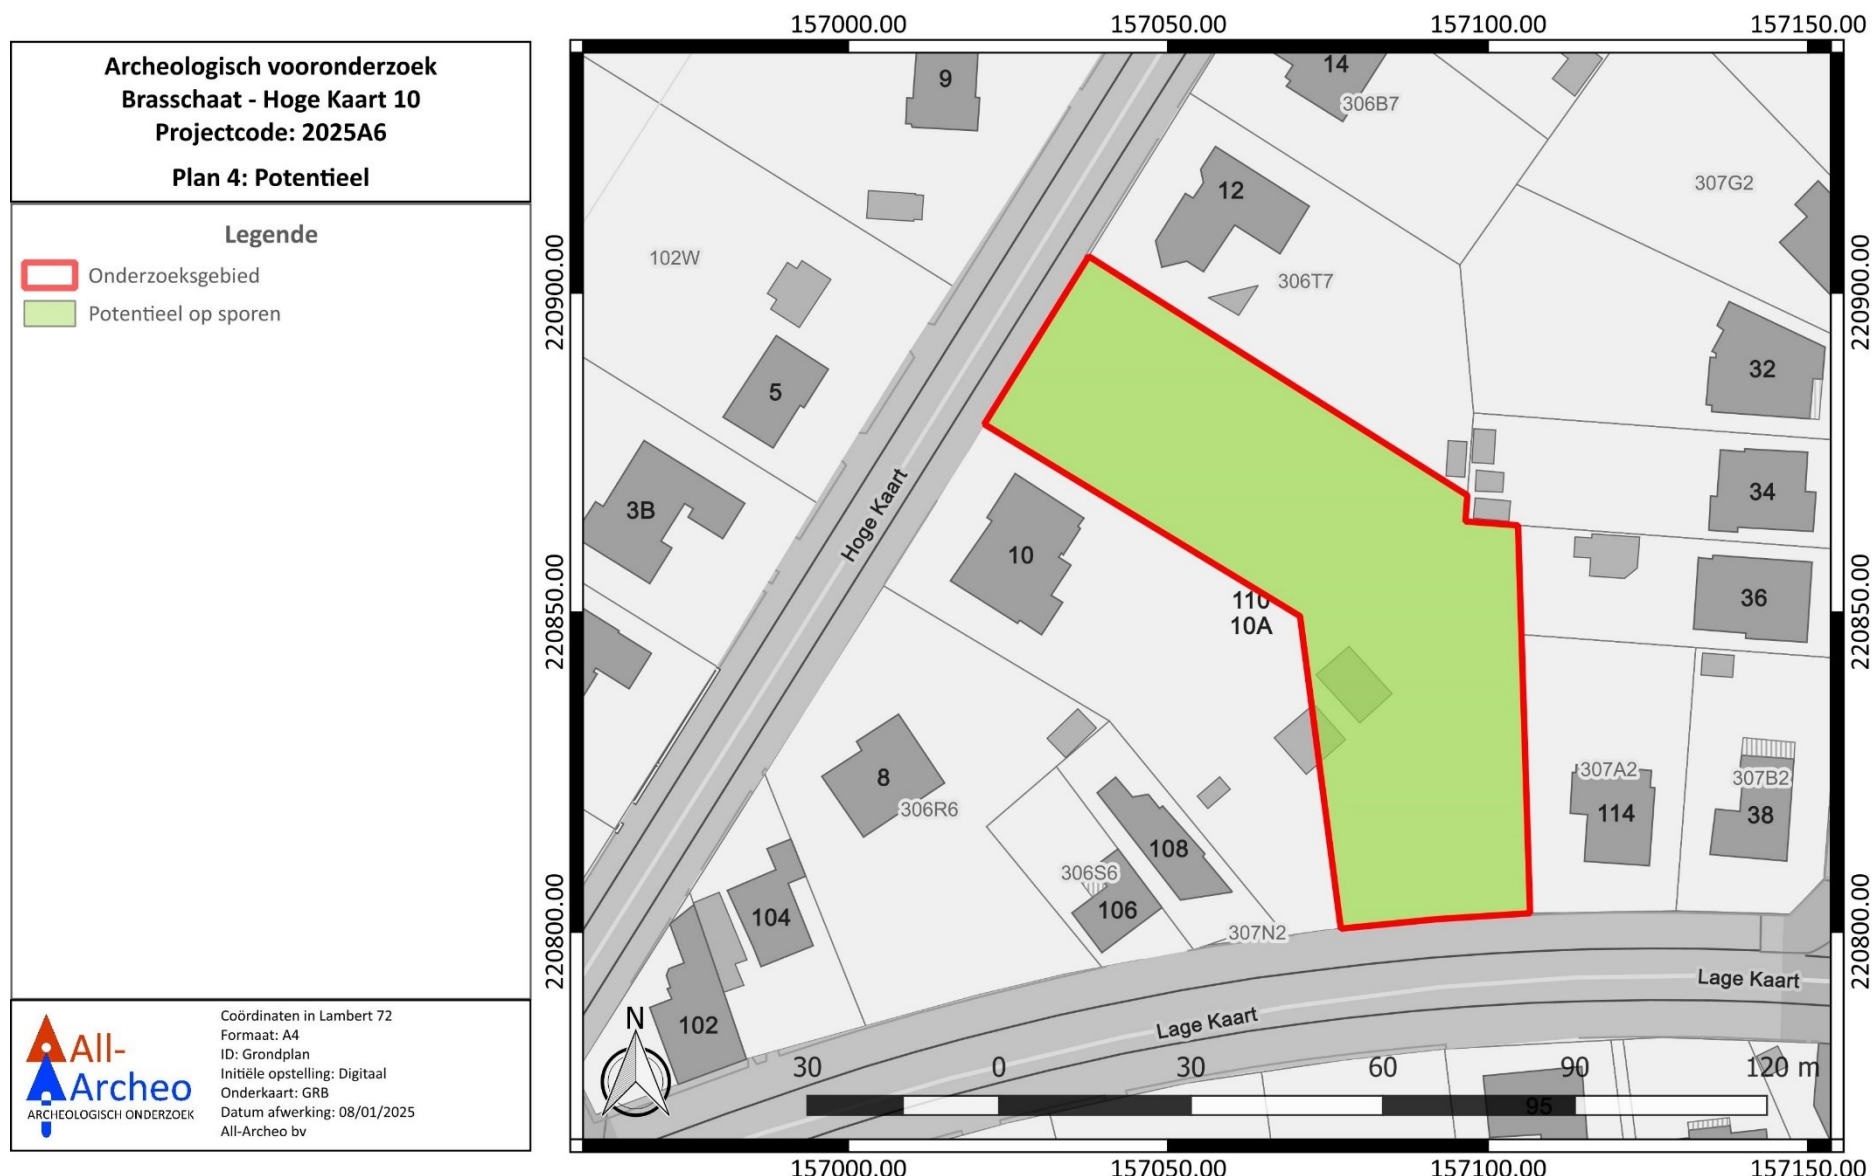 Archeologisch vooronderzoek
Brasschaat - Hoge Kaart 10
Projectcode: 2025A6
Plan 4: Potentieel
Legende
Onderzoeksgebied
Potentieel op sporen
All-
Archeo
ARCHEOLOGISCH ONDERZOEK
Coördinaten in Lambert 72
Formaat: A4
ID: Grondplan
Initiële opstelling: Digitaal
Onderkaart: GRB
Datum afwerking: 08/01/2025
All-Archeo bv
157000.00 157050.00 157100.00 157150.00
220900.00
220850.00
220800.00
9
14
306B7
12
307G2
102W
306T7
5
32
3B
34
Hoge Kaart
10
36
110
10A
8
306R6
307A2
307B2
114
38
108
306S6
106
104
307N2
102
Lage Kaart
Lage Kaart
N
30 0 30 60 90 120 m
95
220900.00
220850.00
220800.00
157000.00 157050.00 157100.00 157150.00